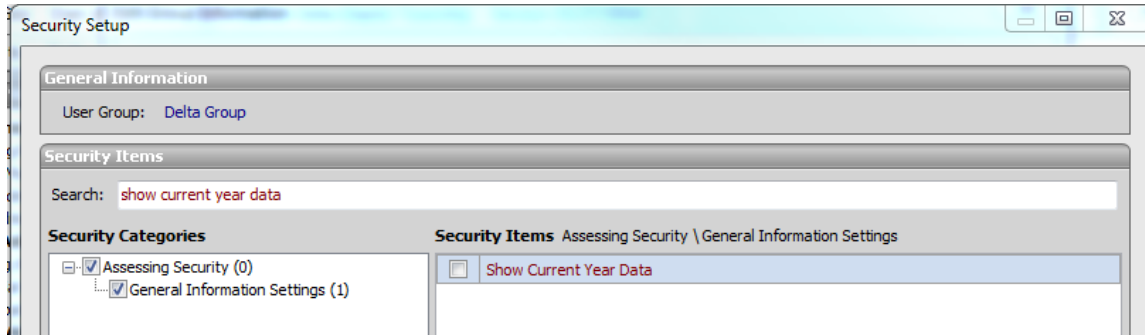 Security Setup
General Information
User Group: Delta Group
Security Items
Search: show current year data
Security Categories
Security Items Assessing Security \ General Information Settings
Assessing Security (0)
Show Current Year Data
General Information Settings (1)